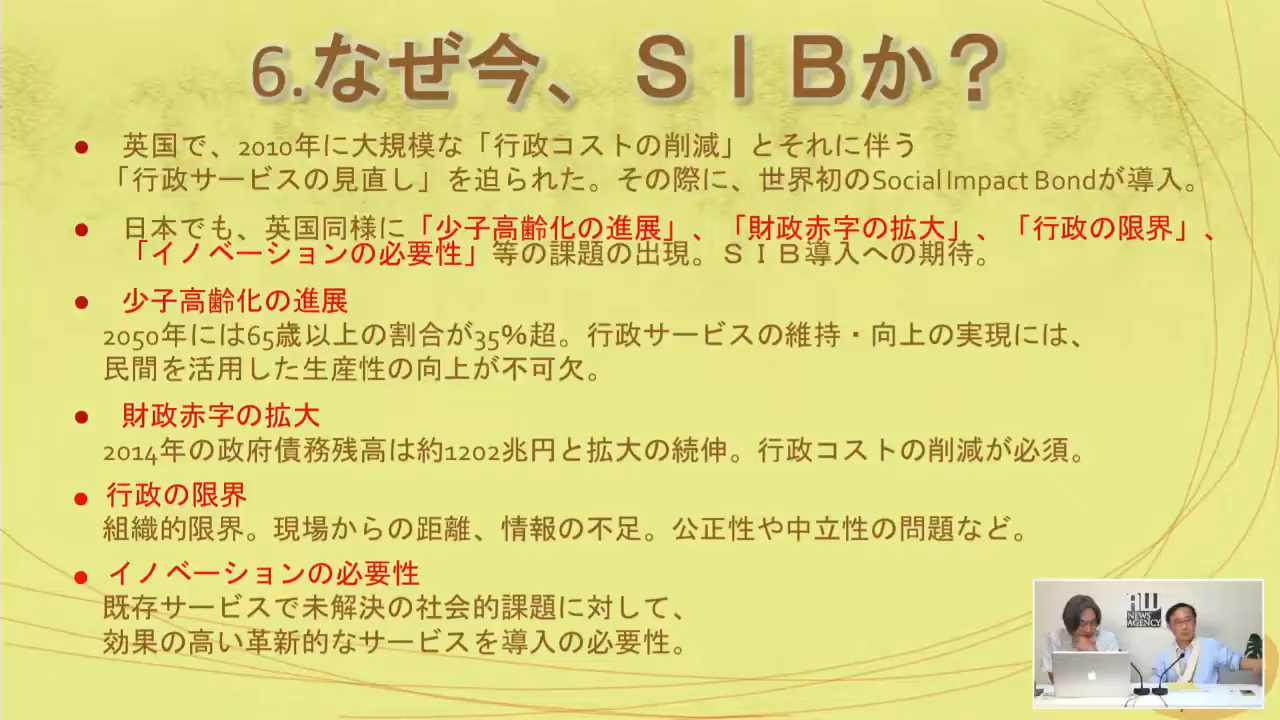 6.なぜ今、ＳＩＢか？
● 英国で、2010年に大規模な「行政コストの削減」とそれに伴う
「行政サービスの見直し」を迫られた。その際に、世界初のSocial Impact Bondが導入。
● 日本でも、英国同様に「少子高齢化の進展」、「財政赤字の拡大」、「行政の限界」、
「イノベーションの必要性」等の課題の出現。ＳＩＢ導入への期待。
● 少子高齢化の進展
2050年には65歳以上の割合が35%超。行政サービスの維持・向上の実現には、
民間を活用した生産性の向上が不可欠。
● 財政赤字の拡大
2014年の政府債務残高は約1202兆円と拡大の続伸。行政コストの削減が必須。
● 行政の限界
組織的限界。現場からの距離、情報の不足。公正性や中立性の問題など。
● イノベーションの必要性
既存サービスで未解決の社会的課題に対して、
効果の高い革新的なサービスを導入の必要性。
NEWS
AGENCY